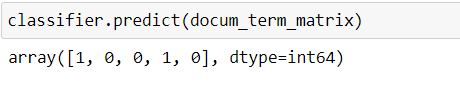 classifier.predict(docum_term_matrix)
array([1, 0, 0, 1, 0], dtype=int64)